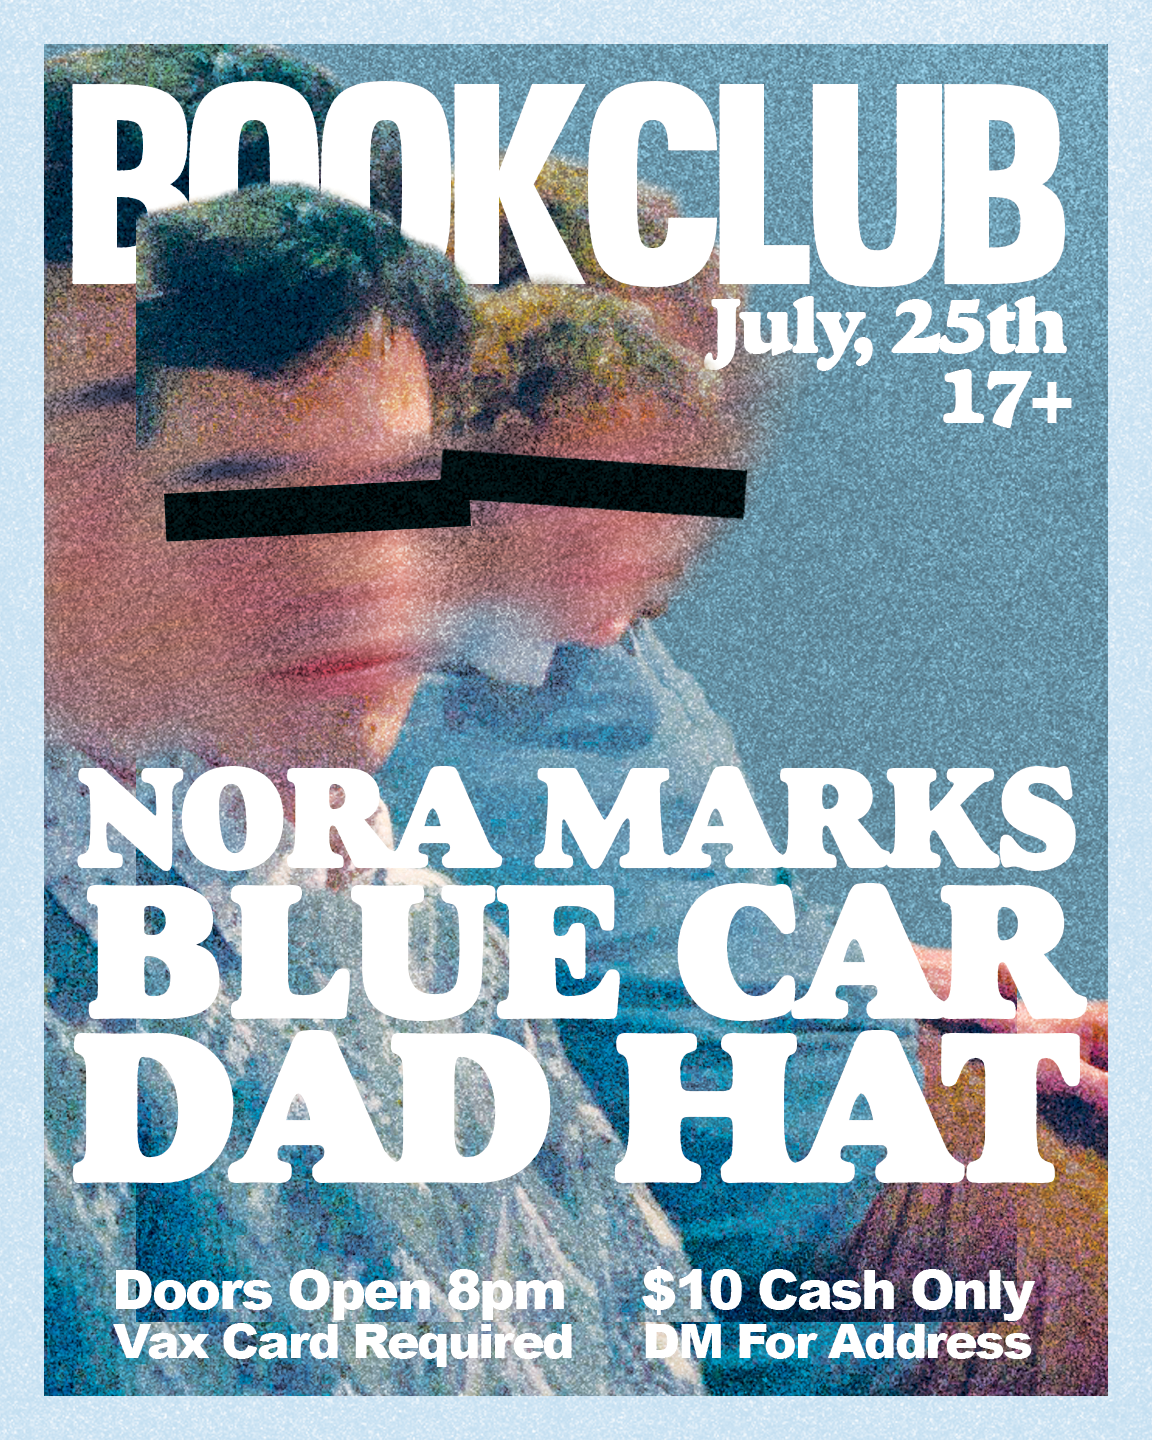 BOOKCLUB
July, 25th
17+
NORA MARKS
BLUE CAR
DAD HAT
Doors Open 8pm
Vax Card Required
$10 Cash Only
DM For Address